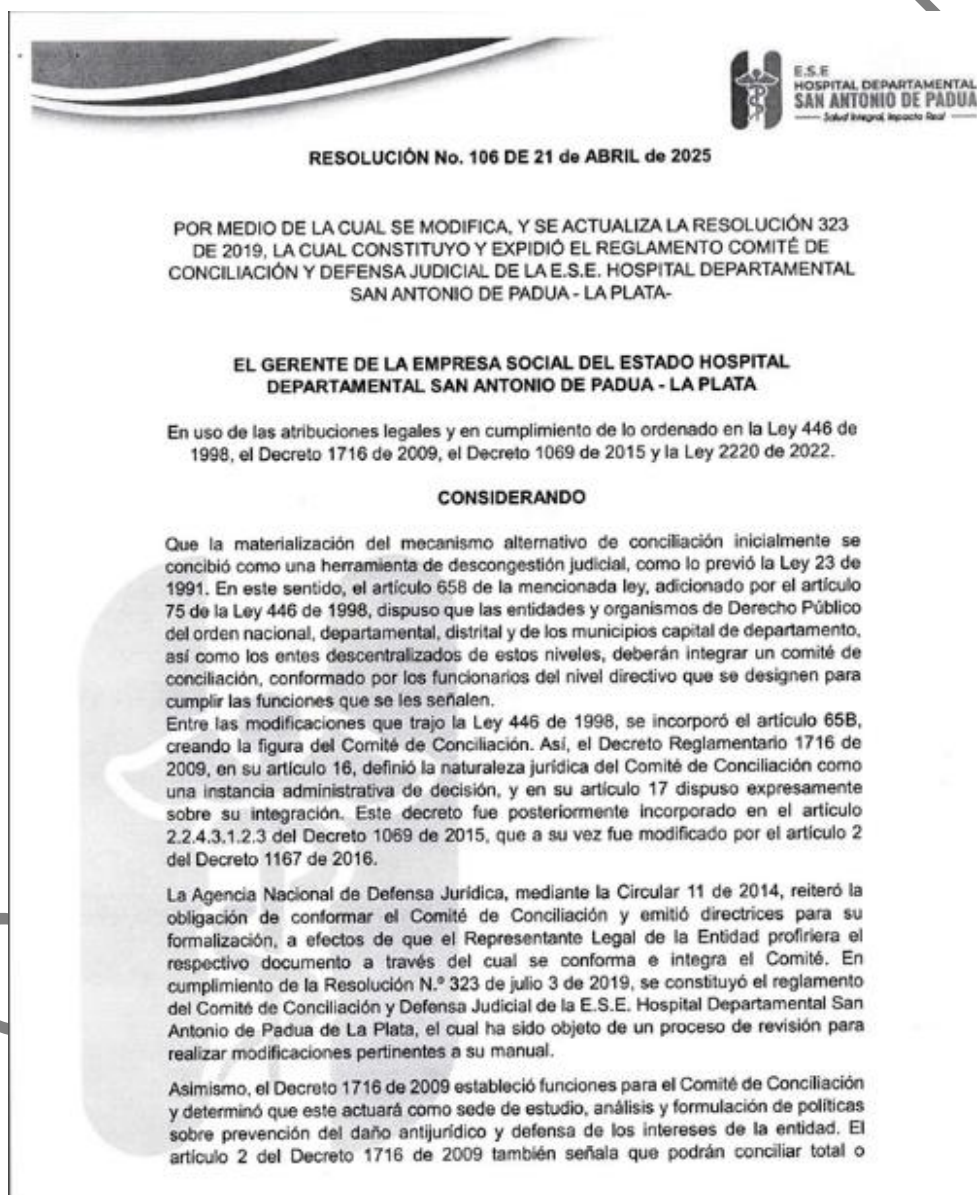 E.S.E
HOSPITAL DEPARTAMENTAL
SAN ANTONIO DE PADUA
Salud Integral, Impacto Real
RESOLUCIÓN No. 106 DE 21 de ABRIL de 2025
POR MEDIO DE LA CUAL SE MODIFICA, Y SE ACTUALIZA LA RESOLUCIÓN 323
DE 2019, LA CUAL CONSTITUYO Y EXPIDIÓ EL REGLAMENTO COMITÉ DE
CONCILIACIÓN Y DEFENSA JUDICIAL DE LA E.S.E. HOSPITAL DEPARTAMENTAL
SAN ANTONIO DE PADUA - LA PLATA-
EL GERENTE DE LA EMPRESA SOCIAL DEL ESTADO HOSPITAL
DEPARTAMENTAL SAN ANTONIO DE PADUA - LA PLATA
En uso de las atribuciones legales y en cumplimiento de lo ordenado en la Ley 446 de
1998, el Decreto 1716 de 2009, el Decreto 1069 de 2015 y la Ley 2220 de 2022.
CONSIDERANDO
Que la materialización del mecanismo alternativo de conciliación inicialmente se
concibió como una herramienta de descongestión judicial, como lo previó la Ley 23 de
1991. En este sentido, el artículo 658 de la mencionada ley, adicionado por el artículo
75 de la Ley 446 de 1998, dispuso que las entidades y organismos de Derecho Público
del orden nacional, departamental, distrital y de los municipios capital de departamento,
así como los entes descentralizados de estos niveles, deberán integrar un comité de
conciliación, conformado por los funcionarios del nivel directivo que se designen para
cumplir las funciones que se les señalen.
Entre las modificaciones que trajo la Ley 446 de 1998, se incorporó el artículo 65B,
creando la figura del Comité de Conciliación. Así, el Decreto Reglamentario 1716 de
2009, en su artículo 16, definió la naturaleza jurídica del Comité de Conciliación como
una instancia administrativa de decisión, y en su artículo 17 dispuso expresamente
sobre su integración. Este decreto fue posteriormente incorporado en el artículo
2.2.4.3.1.2.3 del Decreto 1069 de 2015, que a su vez fue modificado por el artículo 2
del Decreto 1167 de 2016.
La Agencia Nacional de Defensa Jurídica, mediante la Circular 11 de 2014, reiteró la
obligación de conformar el Comité de Conciliación y emitió directrices para su
formalización, a efectos de que el Representante Legal de la Entidad profiriera el
respectivo documento a través del cual se conforma e integra el Comité. En
cumplimiento de la Resolución N.º 323 de julio 3 de 2019, se constituyó el reglamento
del Comité de Conciliación y Defensa Judicial de la E.S.E. Hospital Departamental San
Antonio de Padua de La Plata, el cual ha sido objeto de un proceso de revisión para
realizar modificaciones pertinentes a su manual.
Asimismo, el Decreto 1716 de 2009 estableció funciones para el Comité de Conciliación
y determinó que este actuará como sede de estudio, análisis y formulación de políticas
sobre prevención del daño antijurídico y defensa de los intereses de la entidad. El
artículo 2 del Decreto 1716 de 2009 también señala que podrán conciliar total o